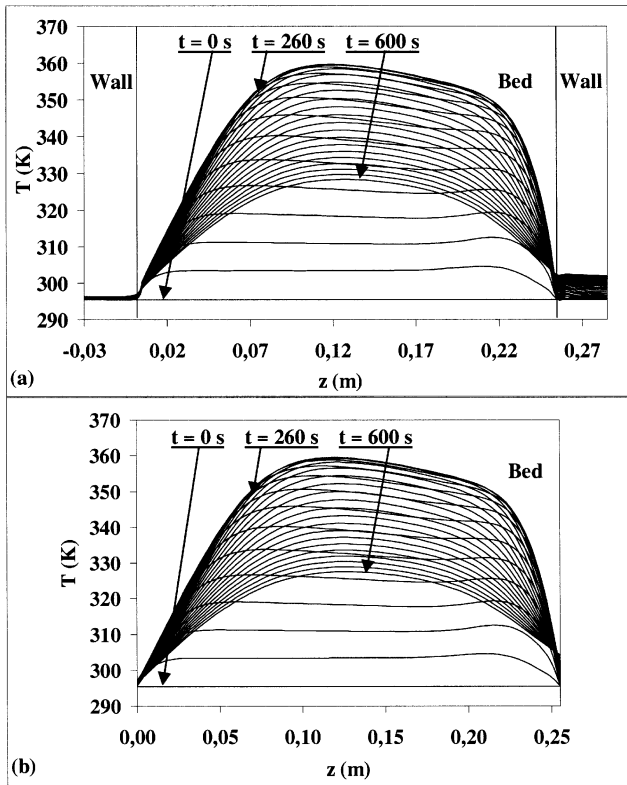 370
360
350
340
330
320
310
300
290
T (K)
Wall
t = 0 s
t = 260 s
t = 600 s
Bed
Wall
-0,03
0,02
0,07
0,12
0,17
0,22
0,27
z (m)
(a)
370
360
350
340
330
320
310
300
290
T (K)
t = 0 s
t = 260 s
t = 600 s
Bed
0,00
0,05
0,10
0,15
0,20
0,25
z (m)
(b)